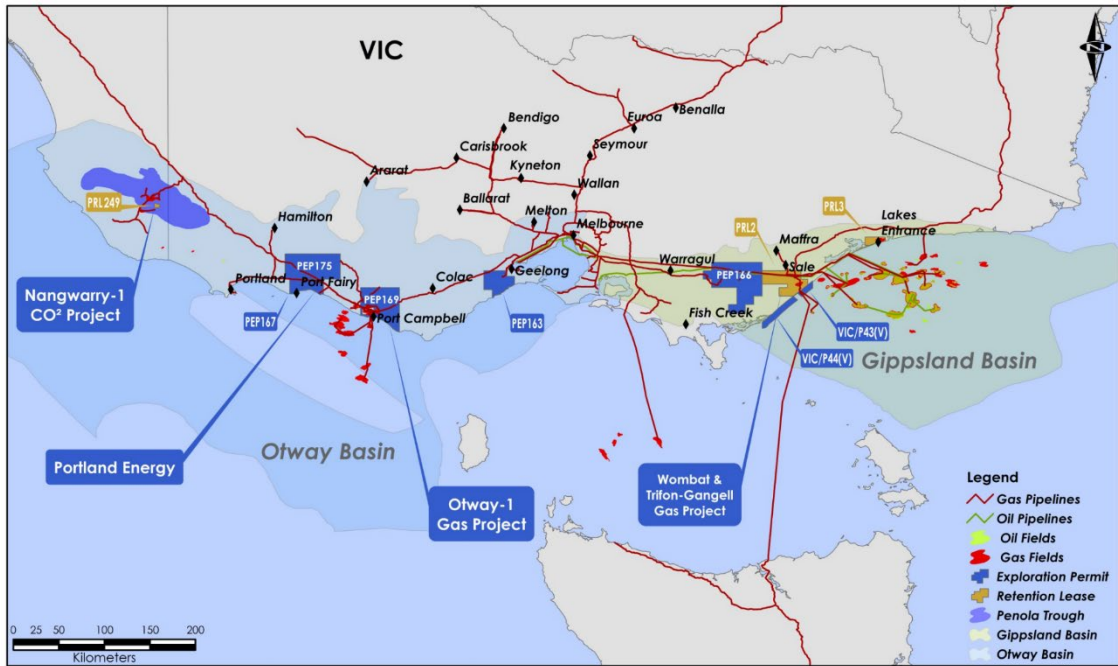 VIC
N
Bendigo
Benalla
Euroa
Carisbrook
Seymour
Kyneton
Ararat
Wallan
Ballarat
Melton
Melbourne
PRL249
Hamilton
PRL3
Lakes
Entrance
PRL2
Maffra
Sale
Warragul
PEP175
Portland
Port Fairy
Colac
Geelong
PEP166
PEP169
Port Campbell
PEP167
PEP163
Fish Creek
VIC/P43(V)
VIC/P44(V)
Nangwarry-1
CO² Project
Gippsland Basin
Otway Basin
Portland Energy
Otway-1
Gas Project
Wombat &
Trifon-Gangell
Gas Project
Legend
Gas Pipelines
Oil Pipelines
Oil Fields
Gas Fields
Exploration Permit
Retention Lease
Penola Trough
Gippsland Basin
Otway Basin
0 25 50 100 150 200
Kilometers